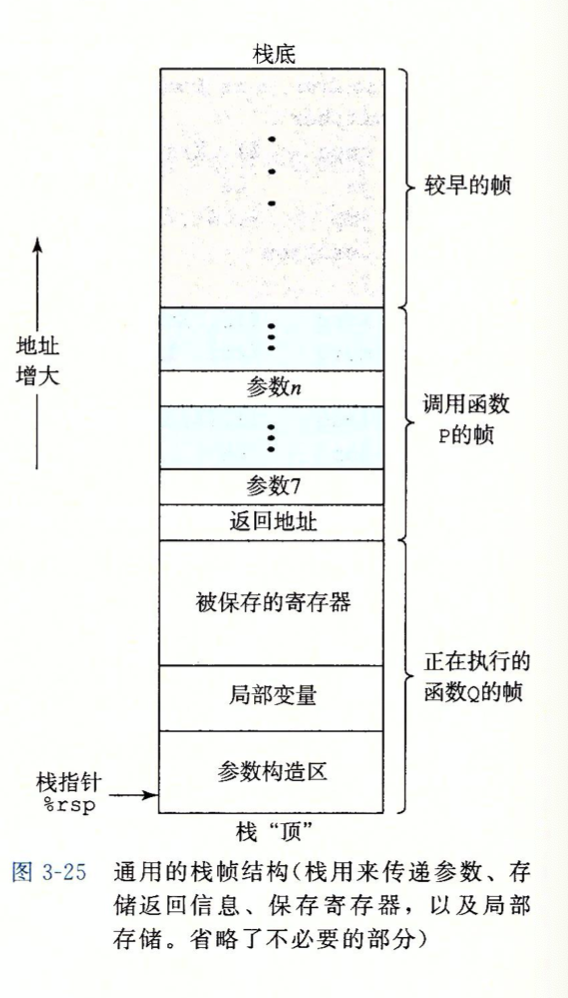 栈底
较早的帧
地址
增大
参数n
调用函数
P的帧
参数7
返回地址
被保存的寄存器
正在执行的
函数Q的帧
局部变量
参数构造区
栈指针
%rsp
栈“顶”
图 3-25 通用的栈帧结构(栈用来传递参数、存
储返回信息、保存寄存器，以及局部
存储。省略了不必要的部分)